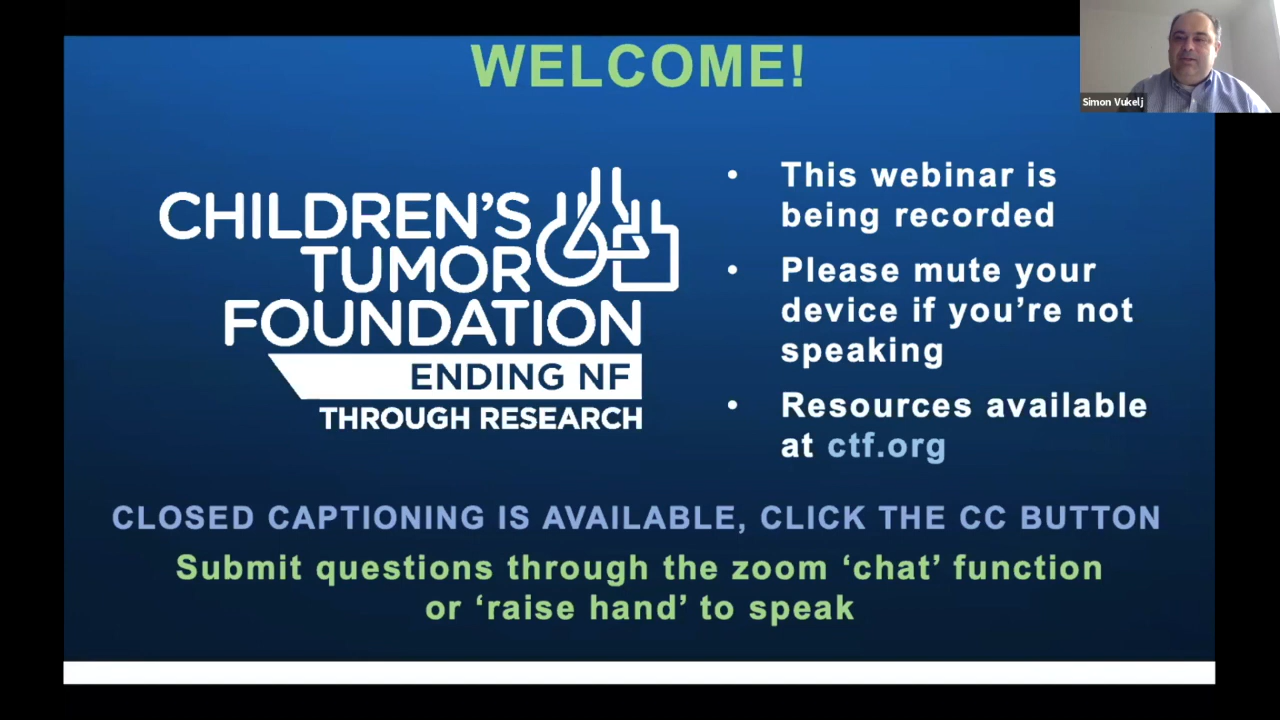 WELCOME!
Simon Vukelj
CHILDREN'S
TUMOR
FOUNDATION
ENDING NF
THROUGH RESEARCH
• This webinar is
being recorded
• Please mute your
device if you’re not
speaking
• Resources available
at ctf.org
CLOSED CAPTIONING IS AVAILABLE, CLICK THE CC BUTTON
Submit questions through the zoom ‘chat’ function
or ‘raise hand’ to speak